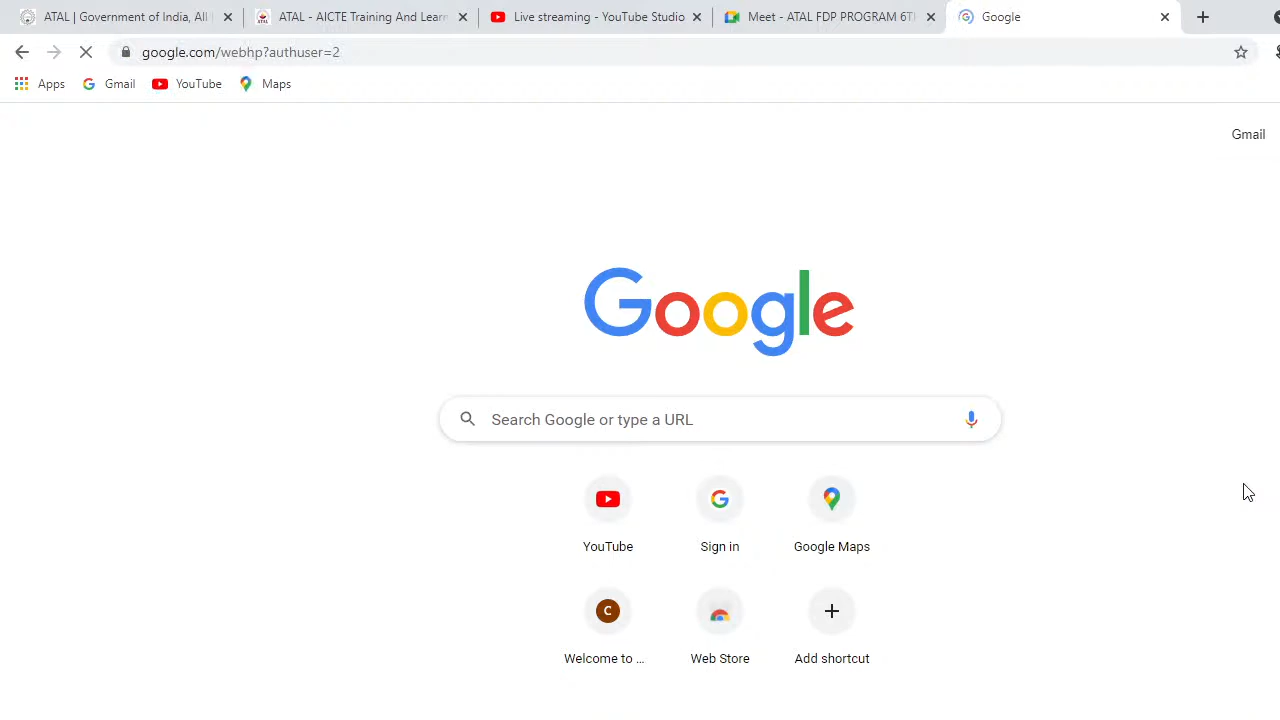 ATAL | Government of India, All I
ATAL - AICTE Training And Learn
Live streaming - YouTube Studio
Meet - ATAL FDP PROGRAM 6TH
Google
google.com/webhp?authuser=2
Apps
Gmail
YouTube
Maps
Gmail
Google
Search Google or type a URL
YouTube
Sign in
Google Maps
C
Welcome to ...
Web Store
Add shortcut